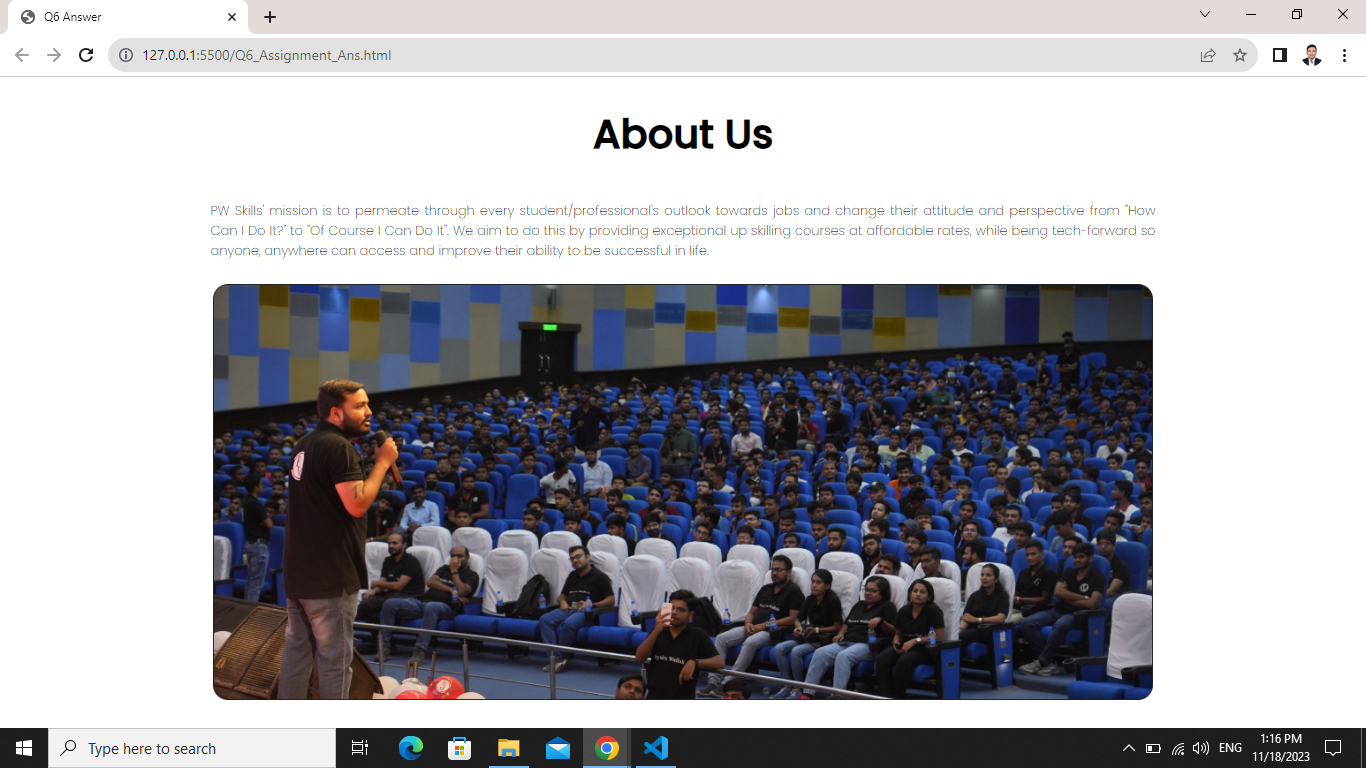 Q6 Answer
127.0.0.1:5500/Q6_Assignment_Ans.html
About Us
PW Skills' mission is to permeate through every student/professional's outlook towards jobs and change their attitude and perspective from "How
Can I Do It?" to "Of Course I Can Do It". We aim to do this by providing exceptional up skilling courses at affordable rates, while being tech-forward so
anyone, anywhere can access and improve their ability to be successful in life.
Type here to search
ENG
1:16 PM
11/18/2023